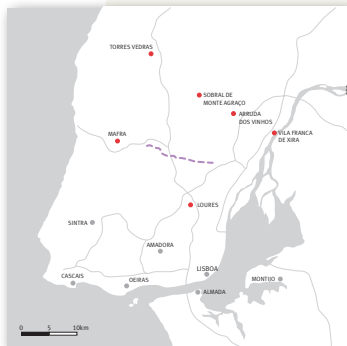 TORRES VEDRAS
SOBRAL DE
MONTE AGRAÇO
ARRUDA
DOS VINHOS
MAFRA
VILA FRANCA
DE XIRA
LOURES
SINTRA
AMADORA
LISBOA
CASCAIS
OEIRAS
ALMADA
MONTIJO
0 5 10km